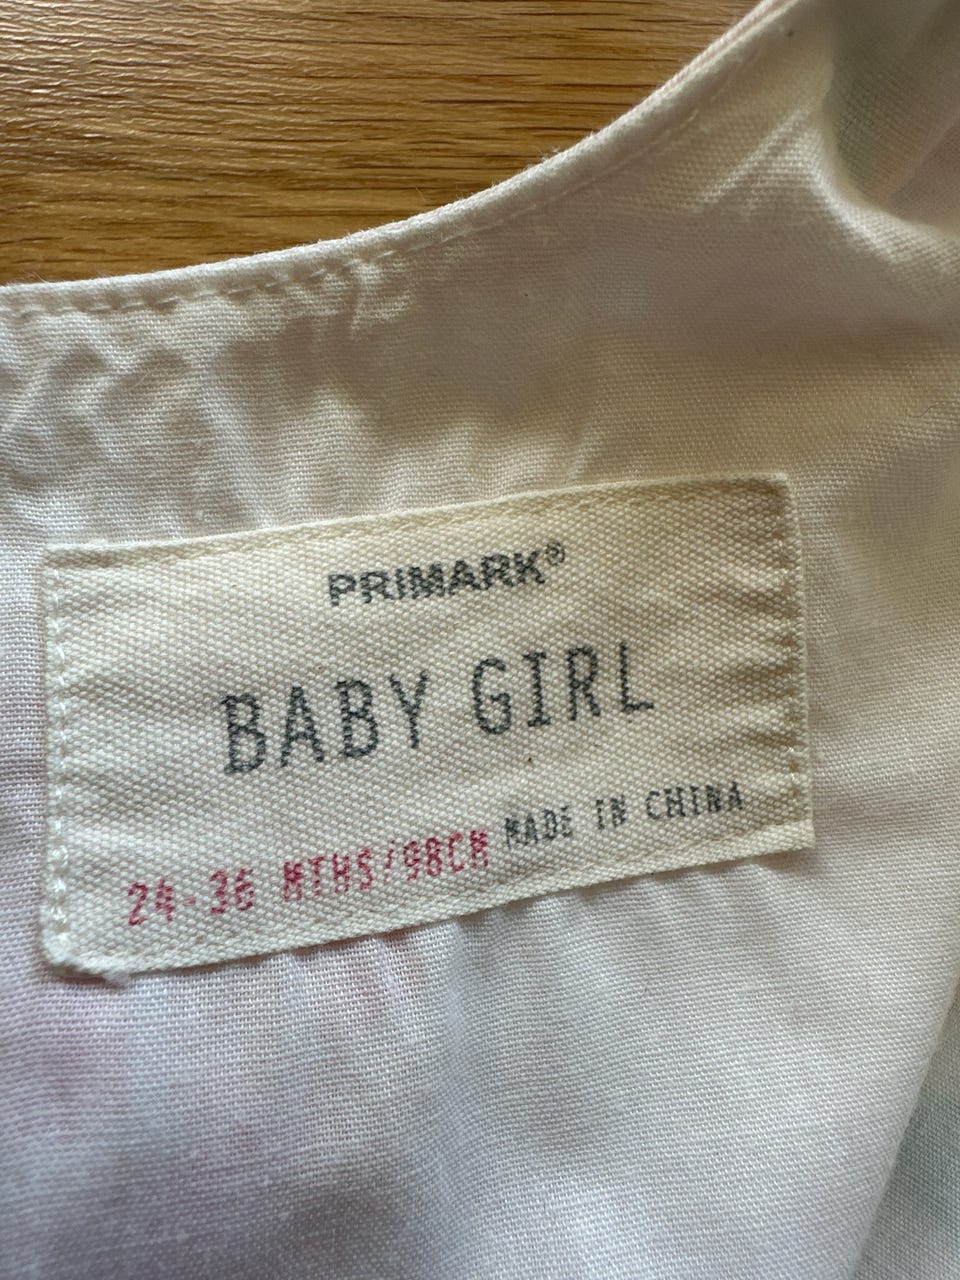 PRIMARK®
BABY GIRL
24-36 MTHS/98CM MADE IN CHINA